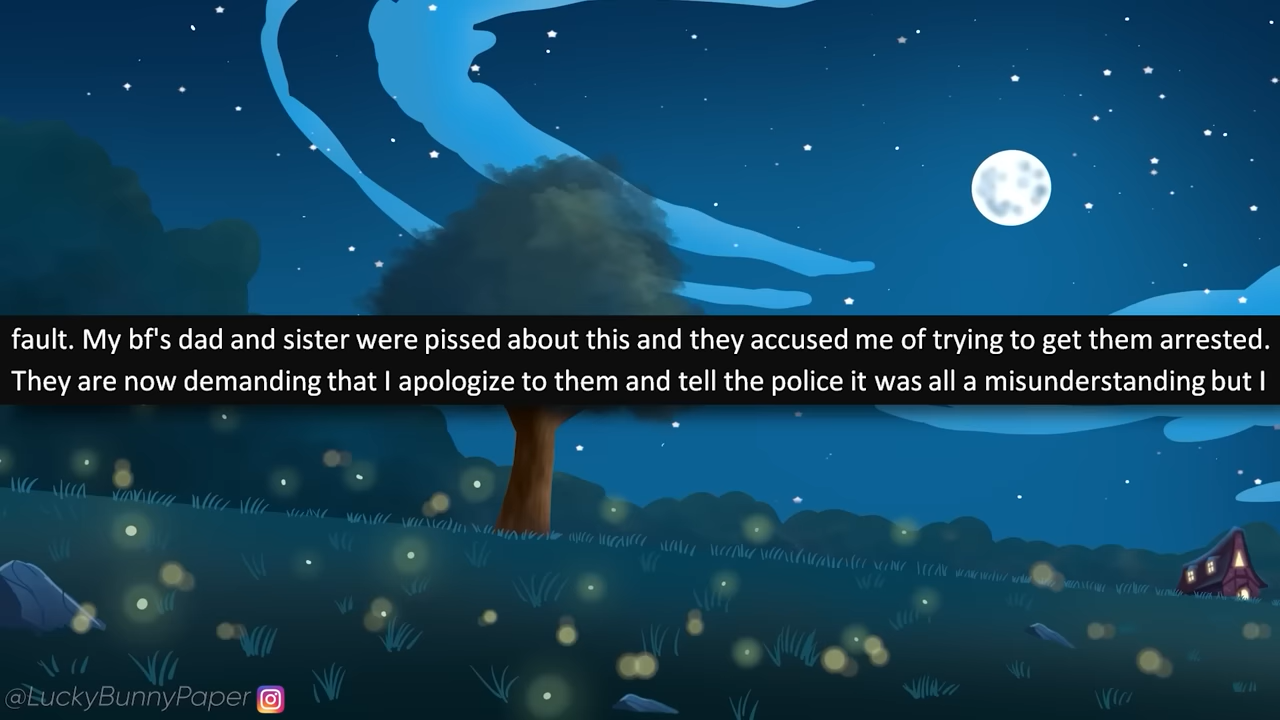 fault. My bf's dad and sister were pissed about this and they accused me of trying to get them arrested.
They are now demanding that I apologize to them and tell the police it was all a misunderstanding but I
@LuckyBunnyPaper